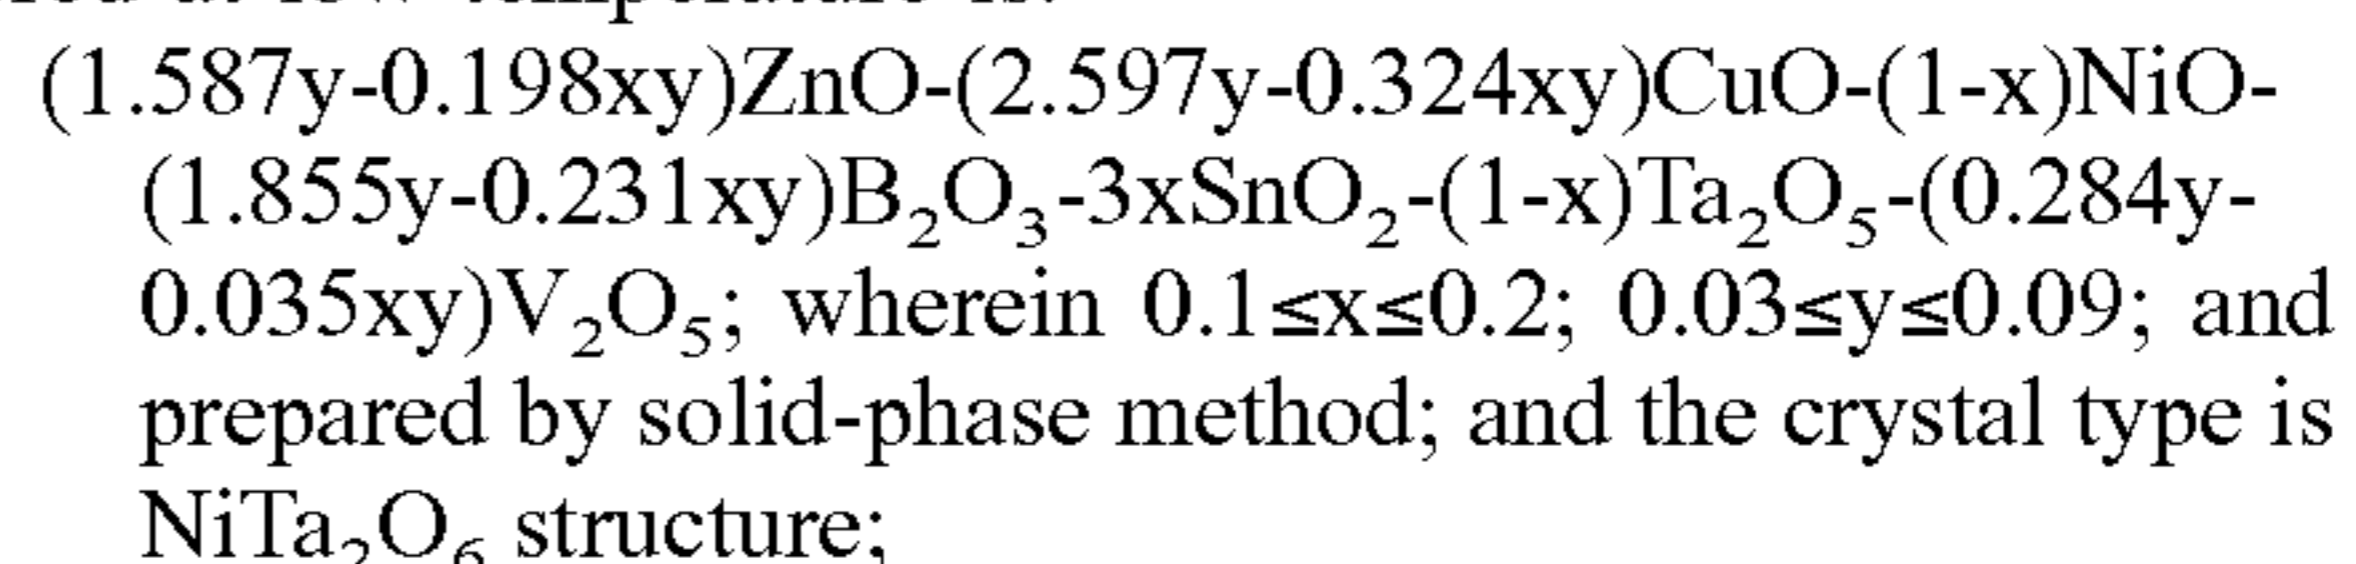 (1.587y-0.198xy)ZnO-(2.597y-0.324xy)CuO-(1-x)NiO-
(1.855y-0.231xy)B₂O₃-3xSnO₂-(1-x)Ta₂O₅-(0.284y-
0.035xy)V₂O₅; wherein 0.1≤x≤0.2; 0.03≤y≤0.09; and
prepared by solid-phase method; and the crystal type is
NiTa₂O₆ structure;